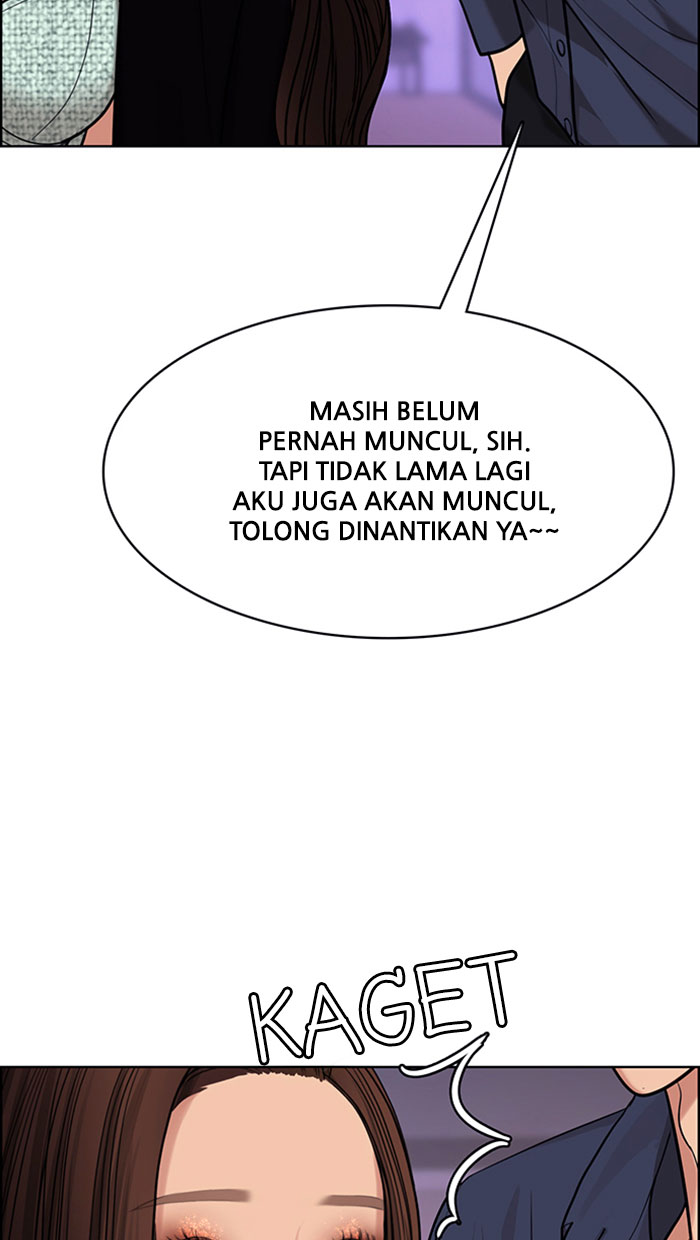 MASIH BELUM
PERNAH MUNCUL, SIH.
TAPI TIDAK LAMA LAGI
AKU JUGA AKAN MUNCUL,
TOLONG DINANTIKAN YA~~
KAGET